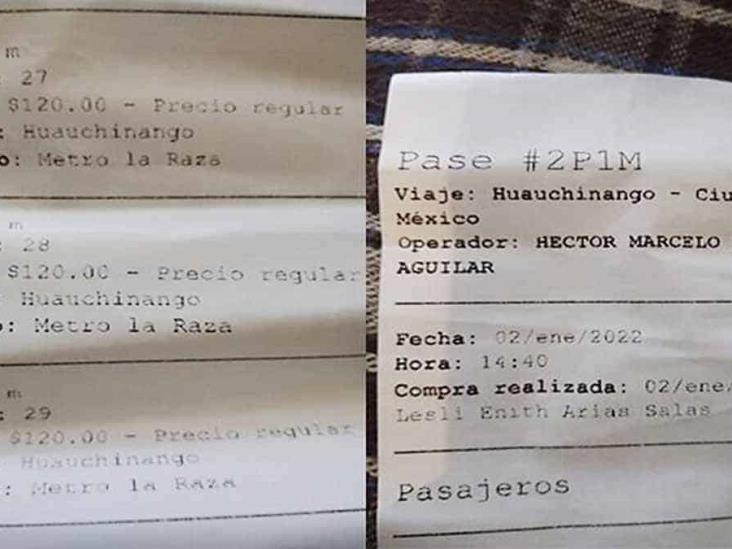 m
: 27
$120.00 - Precio regular
: Huauchinango
o: Metro la Raza
m
: 28
$120.00 - Precio regular
: Huauchinango
o: Metro la Raza
m
: 29
$120.00 - Precio regular
: Huauchinango
: Metro la Raza
Pase #2P1M
Viaje: Huauchinango - Ciu
México
Operador: HECTOR MARCELO
AGUILAR
Fecha: 02/ene/2022
Hora: 14:40
Compra realizada: 02/ene/
Lesli Enith Arias Salas
Pasajeros